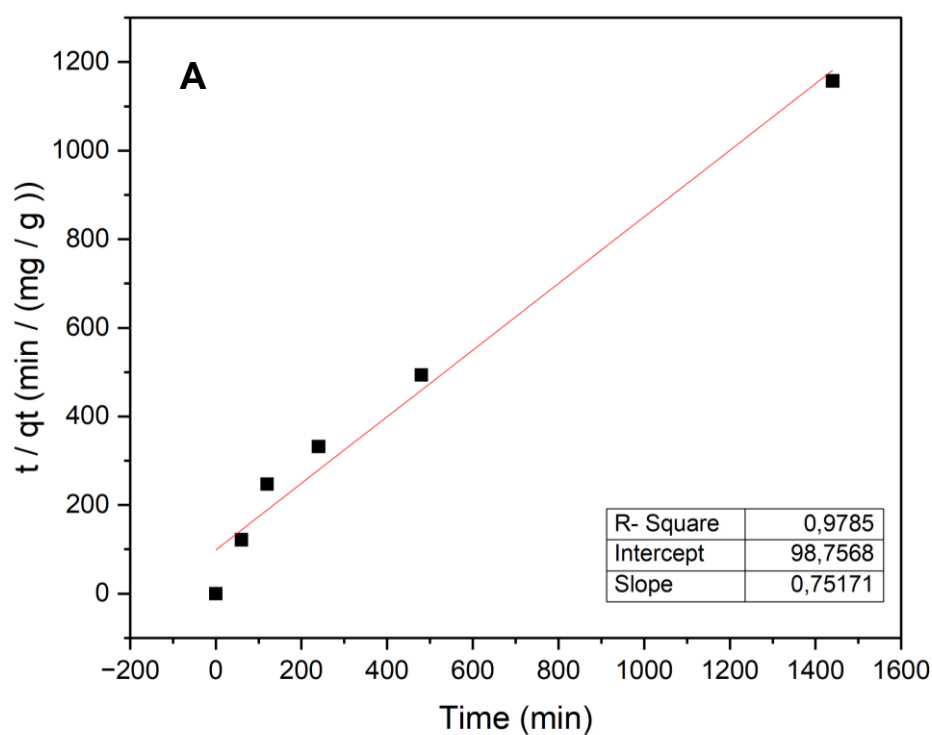 A
t / qt (min / (mg / g ))
1200
1000
800
600
400
200
0
R- Square 0,9785
Intercept 98,7568
Slope 0,75171
−200 0 200 400 600 800 1000 1200 1400 1600
Time (min)